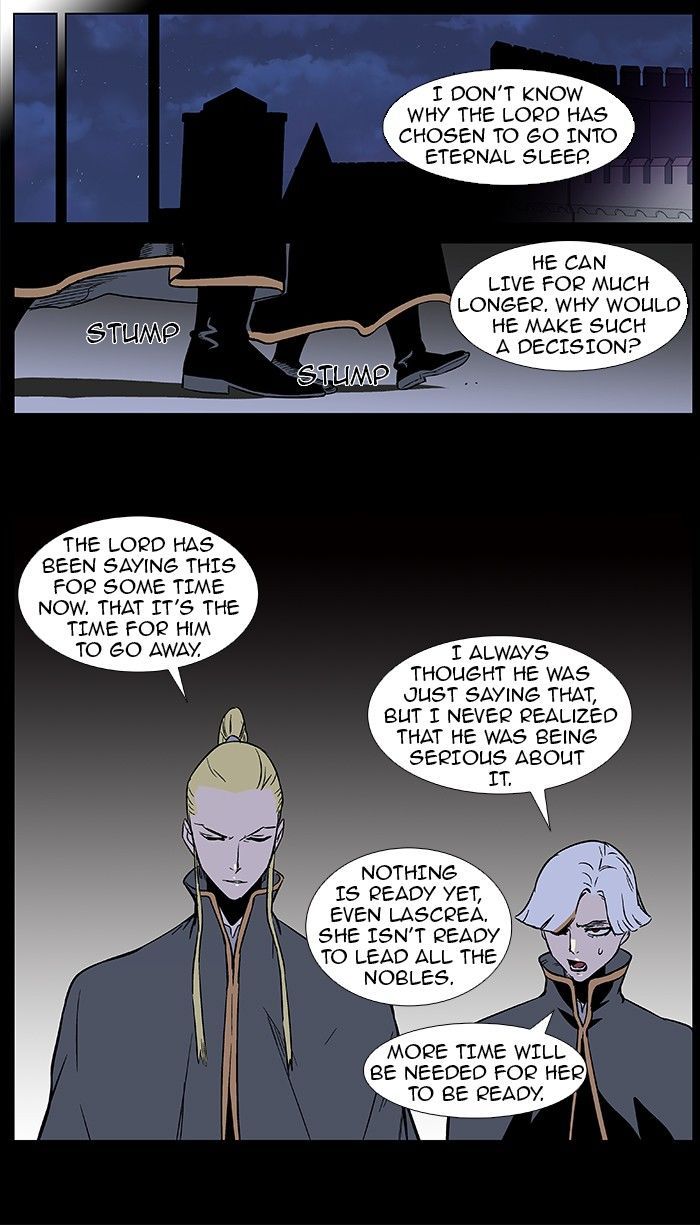 I DON'T KNOW
WHY THE LORD HAS
CHOSEN TO GO INTO
ETERNAL SLEEP.
HE CAN
LIVE FOR MUCH
LONGER. WHY WOULD
HE MAKE SUCH
A DECISION?
STUMP
STUMP
THE LORD HAS
BEEN SAYING THIS
FOR SOME TIME
NOW. THAT IT'S THE
TIME FOR HIM
TO GO AWAY.
I ALWAYS
THOUGHT HE WAS
JUST SAYING THAT,
BUT I NEVER REALIZED
THAT HE WAS BEING
SERIOUS ABOUT
IT.
NOTHING
IS READY YET,
EVEN LASCREA.
SHE ISN'T READY
TO LEAD ALL THE
NOBLES.
MORE TIME WILL
BE NEEDED FOR HER
TO BE READY.